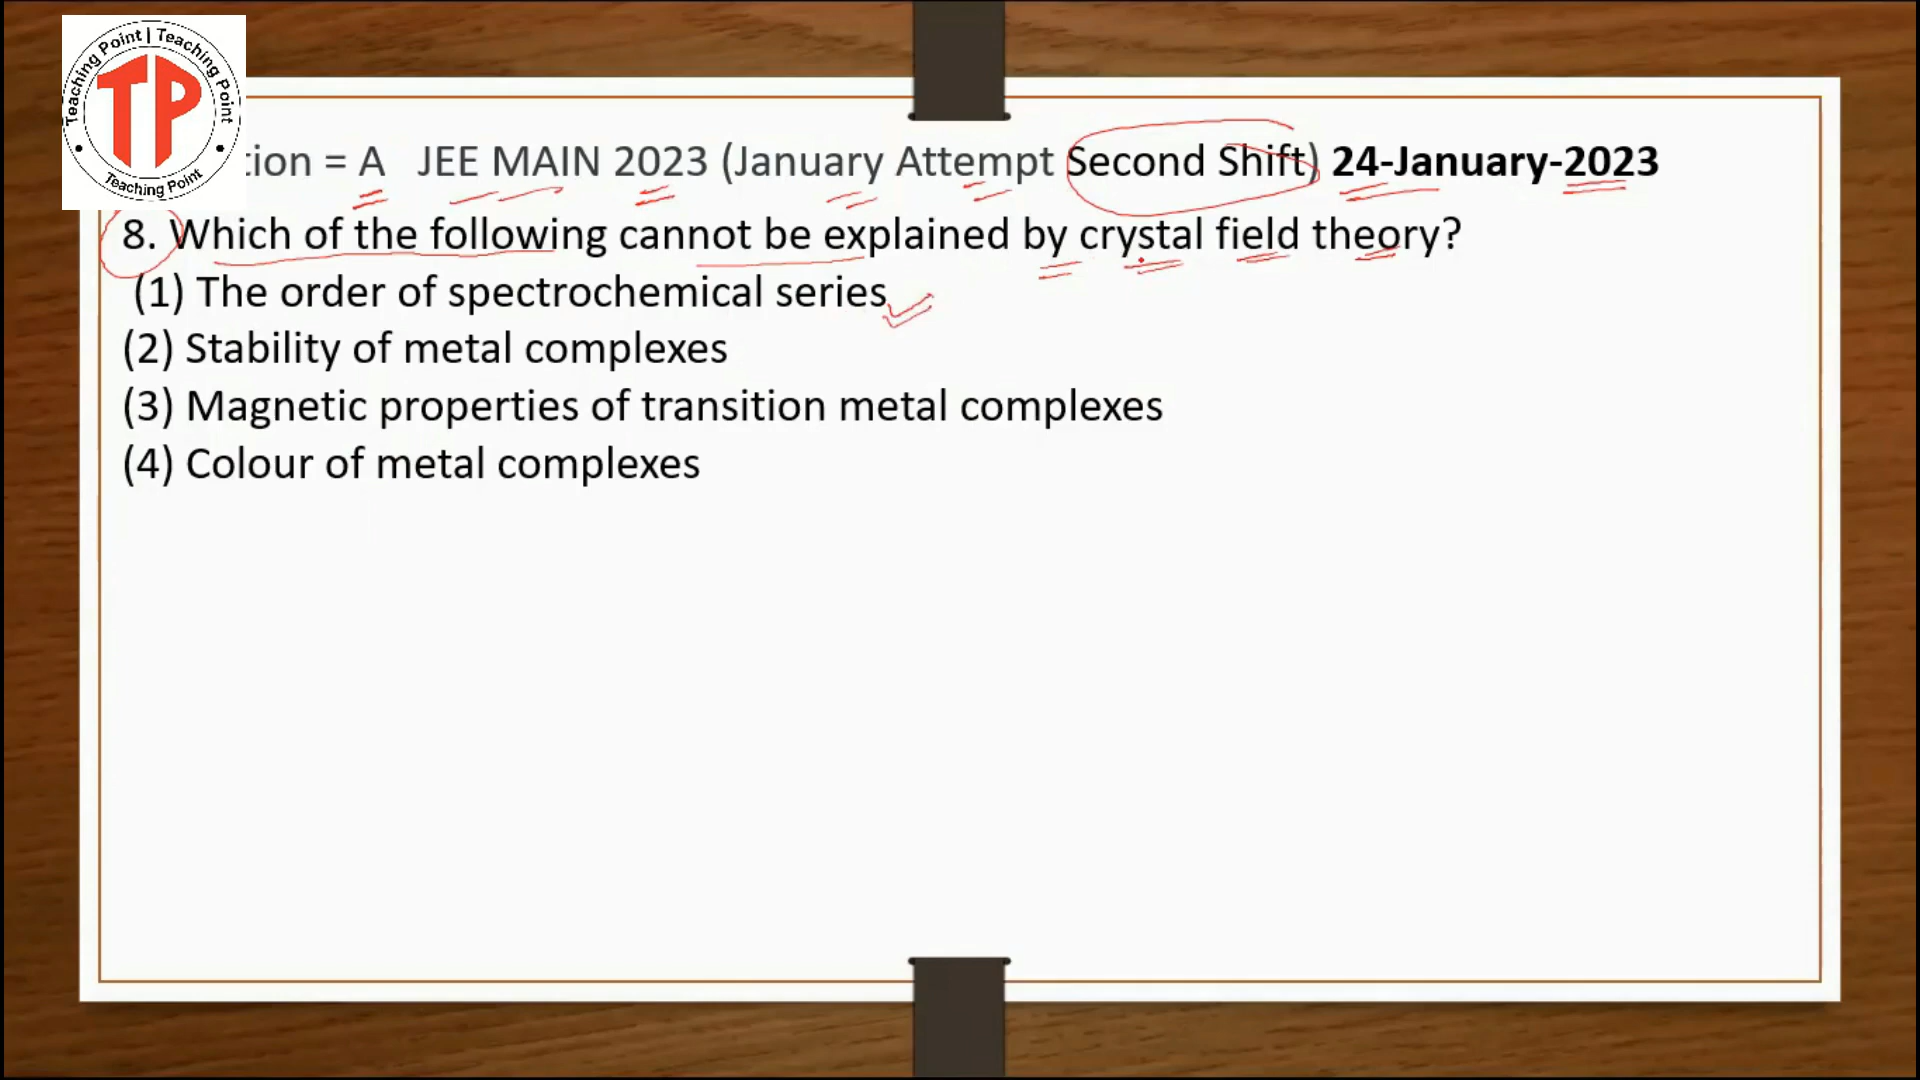 Teaching Point | Teaching Point
TP
Teaching Point
tion = A JEE MAIN 2023 (January Attempt Second Shift) 24-January-2023
8. Which of the following cannot be explained by crystal field theory?
(1) The order of spectrochemical series
(2) Stability of metal complexes
(3) Magnetic properties of transition metal complexes
(4) Colour of metal complexes